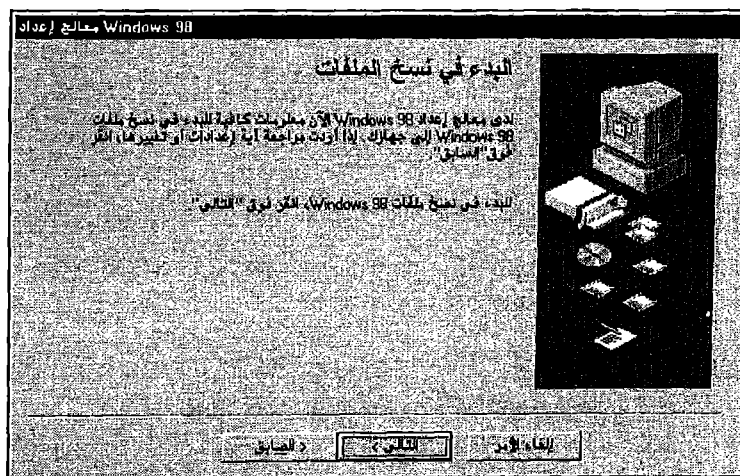 معالج إعداد Windows 98
البدء في نسخ الملفات
لدى معالج إعداد Windows 98 الآن معلومات كافية للبدء في نسخ ملفات
Windows 98 إلى جهازك. إذا أردت مراجعة أية إعدادات أو تغييرها، انقر
فوق "السابق".
للبدء في نسخ ملفات Windows 98، انقر فوق "التالي"
< السابق
التالي >
إلغاء الأمر